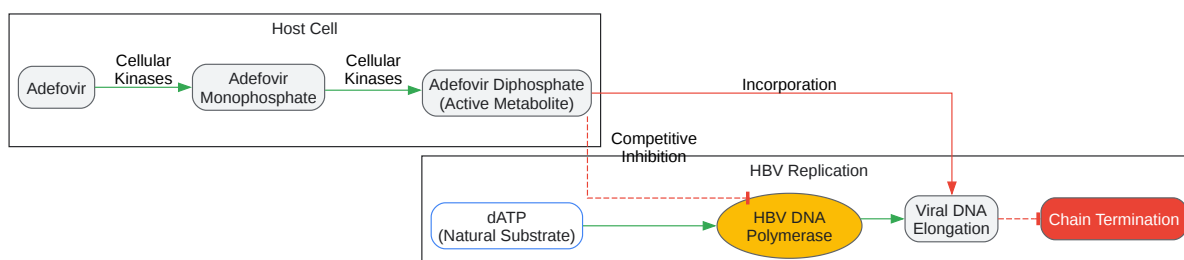 Host Cell
Cellular
Kinases
Cellular
Kinases
Adefovir
Adefovir
Monophosphate
Adefovir Diphosphate
(Active Metabolite)
Incorporation
Competitive
Inhibition
HBV Replication
dATP
(Natural Substrate)
HBV DNA
Polymerase
Viral DNA
Elongation
Chain Termination